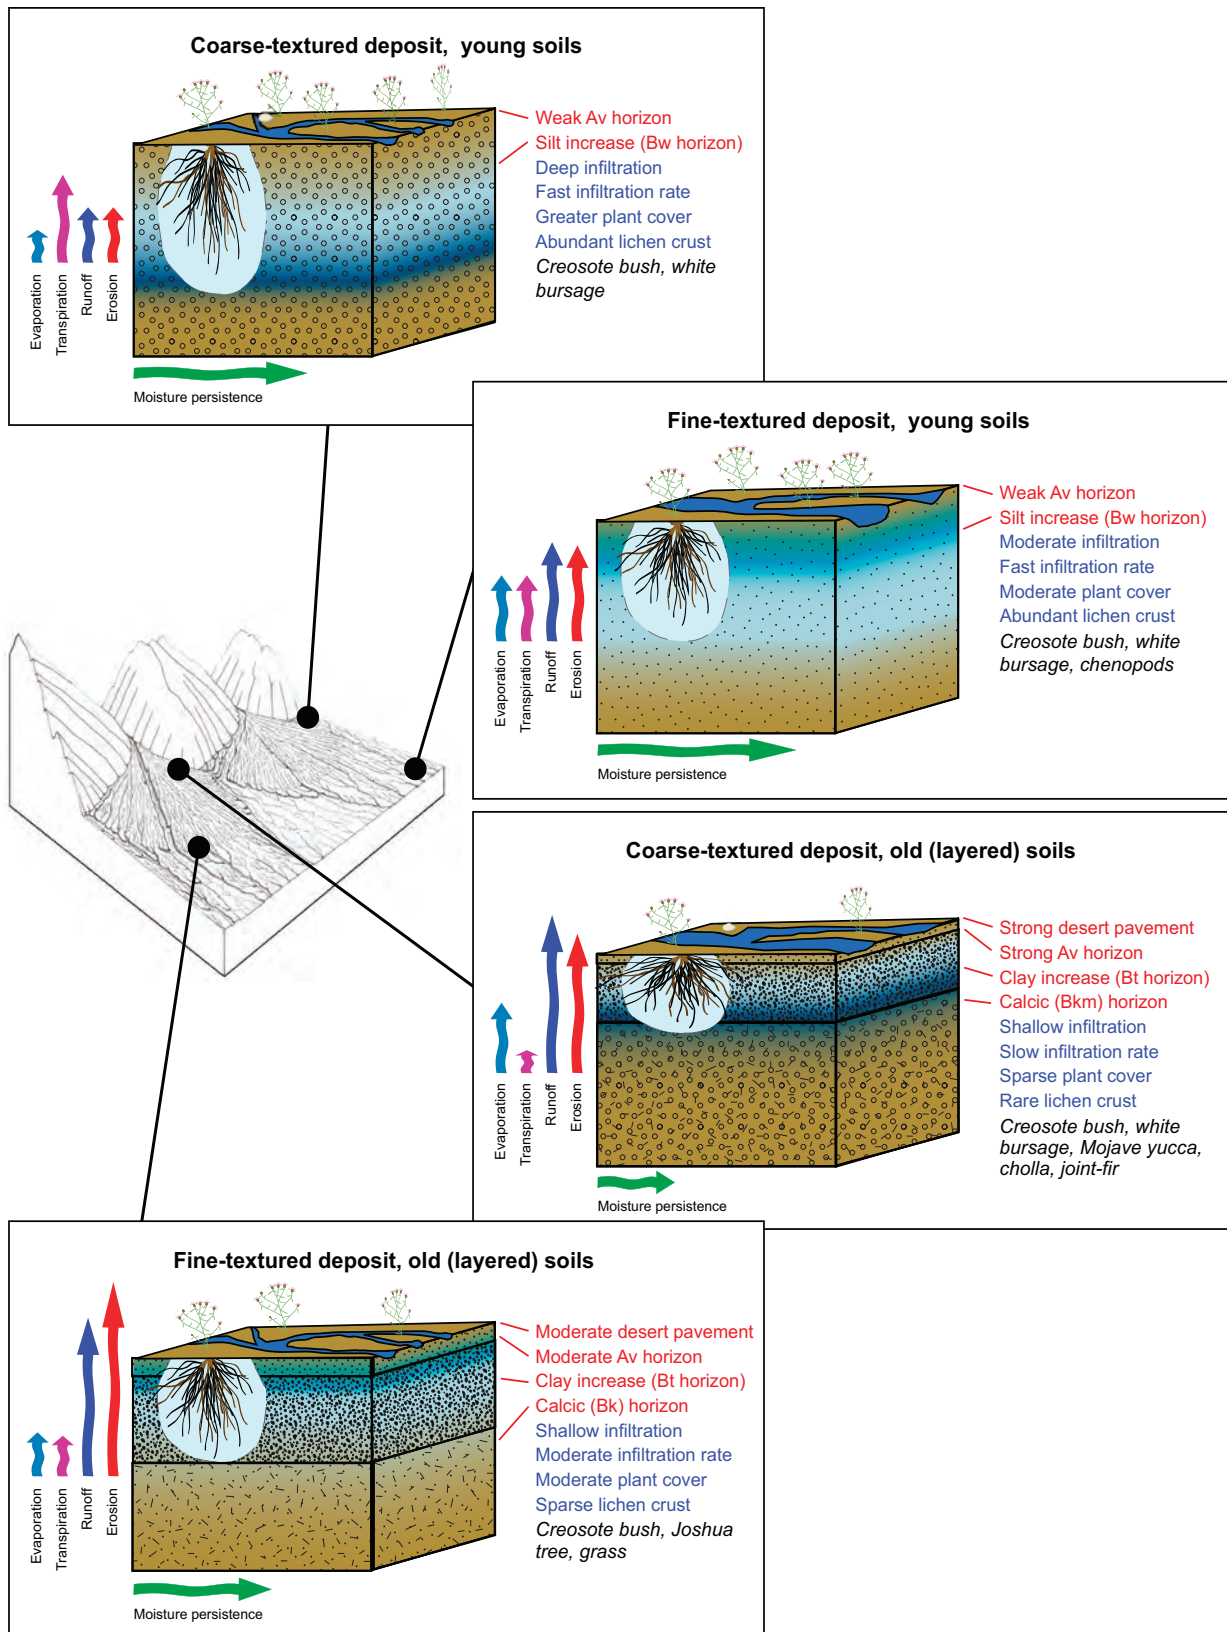 Coarse-textured deposit,  young soils
Weak Av horizon
Silt increase (Bw horizon)
Deep infiltration
Fast infiltration rate
Greater plant cover
Abundant lichen crust
Creosote bush, white
bursage
Evaporation
Transpiration
Runoff
Erosion
Moisture persistence
Fine-textured deposit,  young soils
Weak Av horizon
Silt increase (Bw horizon)
Moderate infiltration
Fast infiltration rate
Moderate plant cover
Abundant lichen crust
Creosote bush, white
bursage, chenopods
Evaporation
Transpiration
Runoff
Erosion
Moisture persistence
Coarse-textured deposit, old (layered) soils
Strong desert pavement
Strong Av horizon
Clay increase (Bt horizon)
Calcic (Bkm) horizon
Shallow infiltration
Slow infiltration rate
Sparse plant cover
Rare lichen crust
Creosote bush, white
bursage, Mojave yucca,
cholla, joint-fir
Evaporation
Transpiration
Runoff
Erosion
Moisture persistence
Fine-textured deposit, old (layered) soils
Moderate desert pavement
Moderate Av horizon
Clay increase (Bt horizon)
Calcic (Bk) horizon
Shallow infiltration
Moderate infiltration rate
Moderate plant cover
Sparse lichen crust
Creosote bush, Joshua
tree, grass
Evaporation
Transpiration
Runoff
Erosion
Moisture persistence